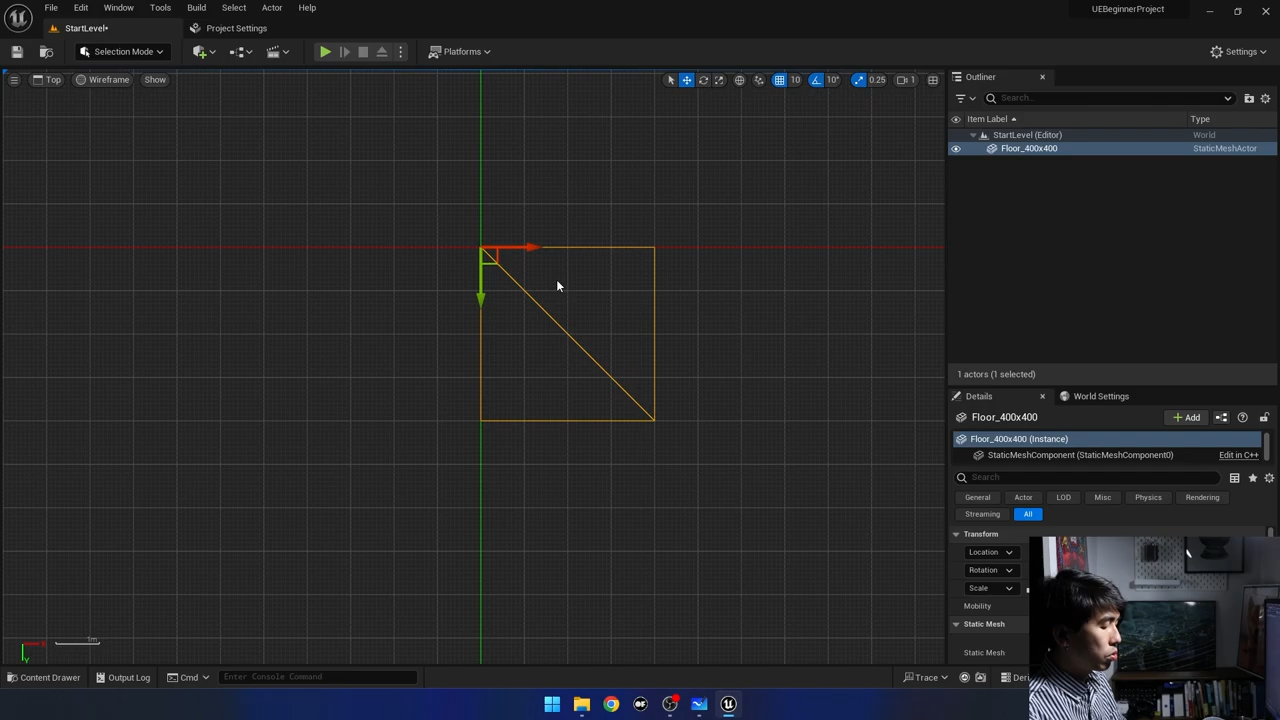 File Edit Window Tools Build Select Actor Help
UEBeginnerProject
StartLevel•
Project Settings
Selection Mode
Platforms
Settings
Top
Wireframe
Show
10
10°
0.25
1
Outliner
Search...
Item Label
Type
StartLevel (Editor)
World
Floor_400x400
StaticMeshActor
1 actors (1 selected)
Details
World Settings
Floor_400x400
+ Add
Floor_400x400 (Instance)
StaticMeshComponent (StaticMeshComponent0)
Edit in C++
Search
General Actor LOD Misc Physics Rendering
Streaming All
Transform
Location
Rotation
Scale
Mobility
Static Mesh
Static Mesh
1m
x
y
Content Drawer
Output Log
Cmd
Enter Console Command
Trace